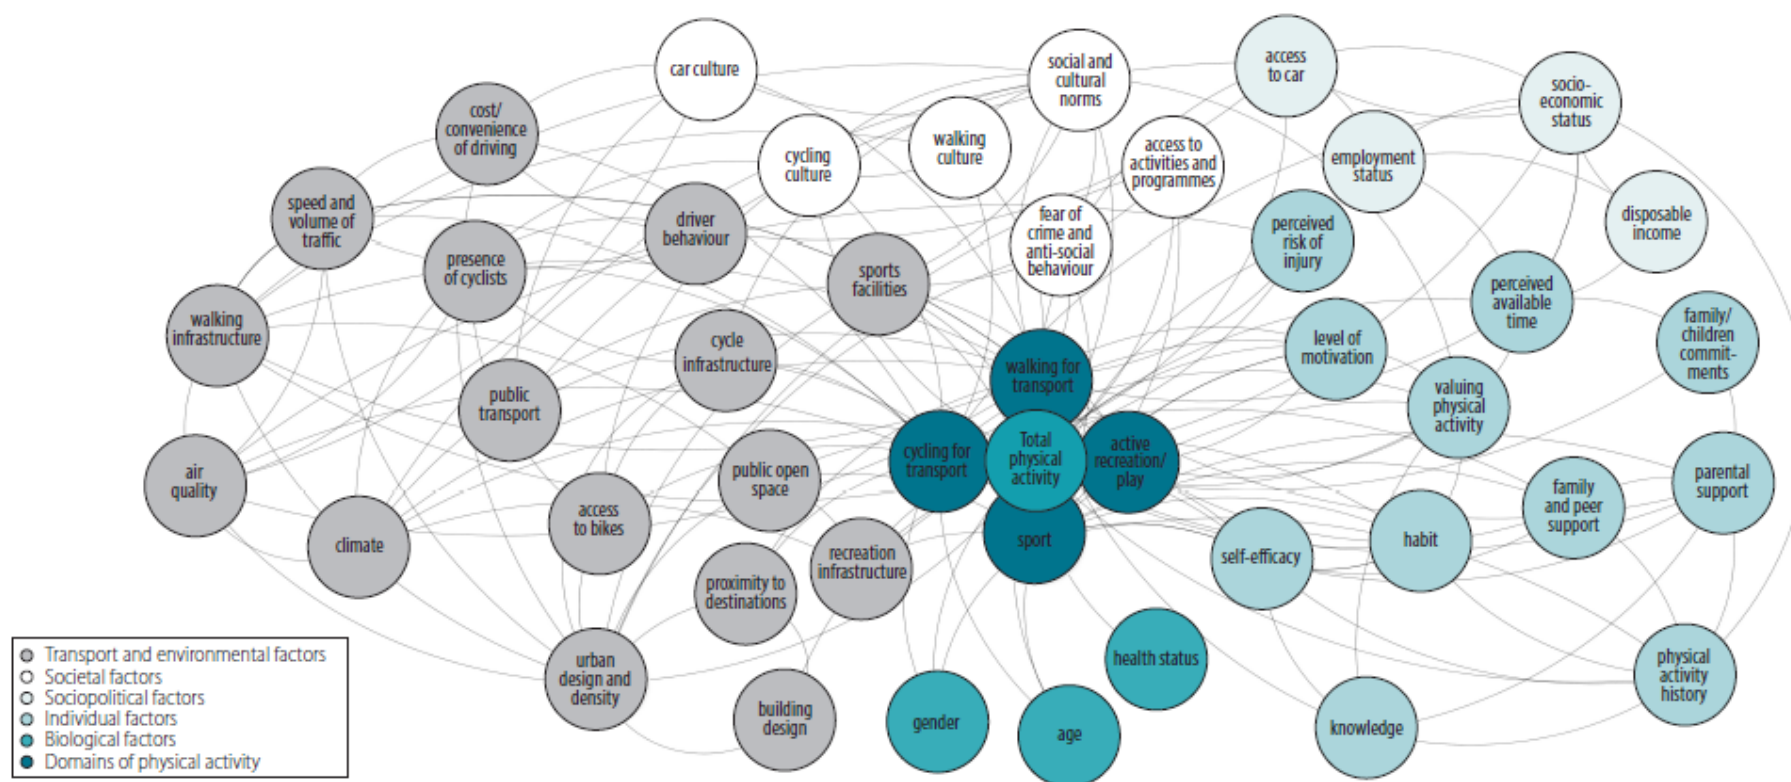 car culture
social and
cultural
norms
access
to car
socio-
economic
status
cost/
convenience
of driving
cycling
culture
walking
culture
access to
activities and
programmes
employment
status
speed and
volume of
traffic
driver
behaviour
fear of
crime and
anti-social
behaviour
perceived
risk of
injury
disposable
income
presence
of cyclists
sports
facilities
perceived
available
time
walking
infrastructure
cycle
infrastructure
level of
motivation
family/
children
commit-
ments
public
transport
walking for
transport
valuing
physical
activity
air
quality
public open
space
cycling for
transport
Total
physical
activity
active
recreation/
play
family
and peer
support
parental
support
climate
access
to bikes
recreation
infrastructure
sport
self-efficacy
habit
proximity to
destinations
urban
design and
density
building
design
gender
age
health status
knowledge
physical
activity
history
Transport and environmental factors
Societal factors
Sociopolitical factors
Individual factors
Biological factors
Domains of physical activity